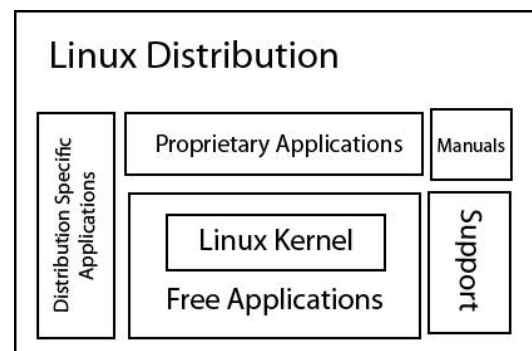 Linux Distribution
Distribution Specific
Applications
Proprietary Applications
Manuals
Linux Kernel
Free Applications
Support